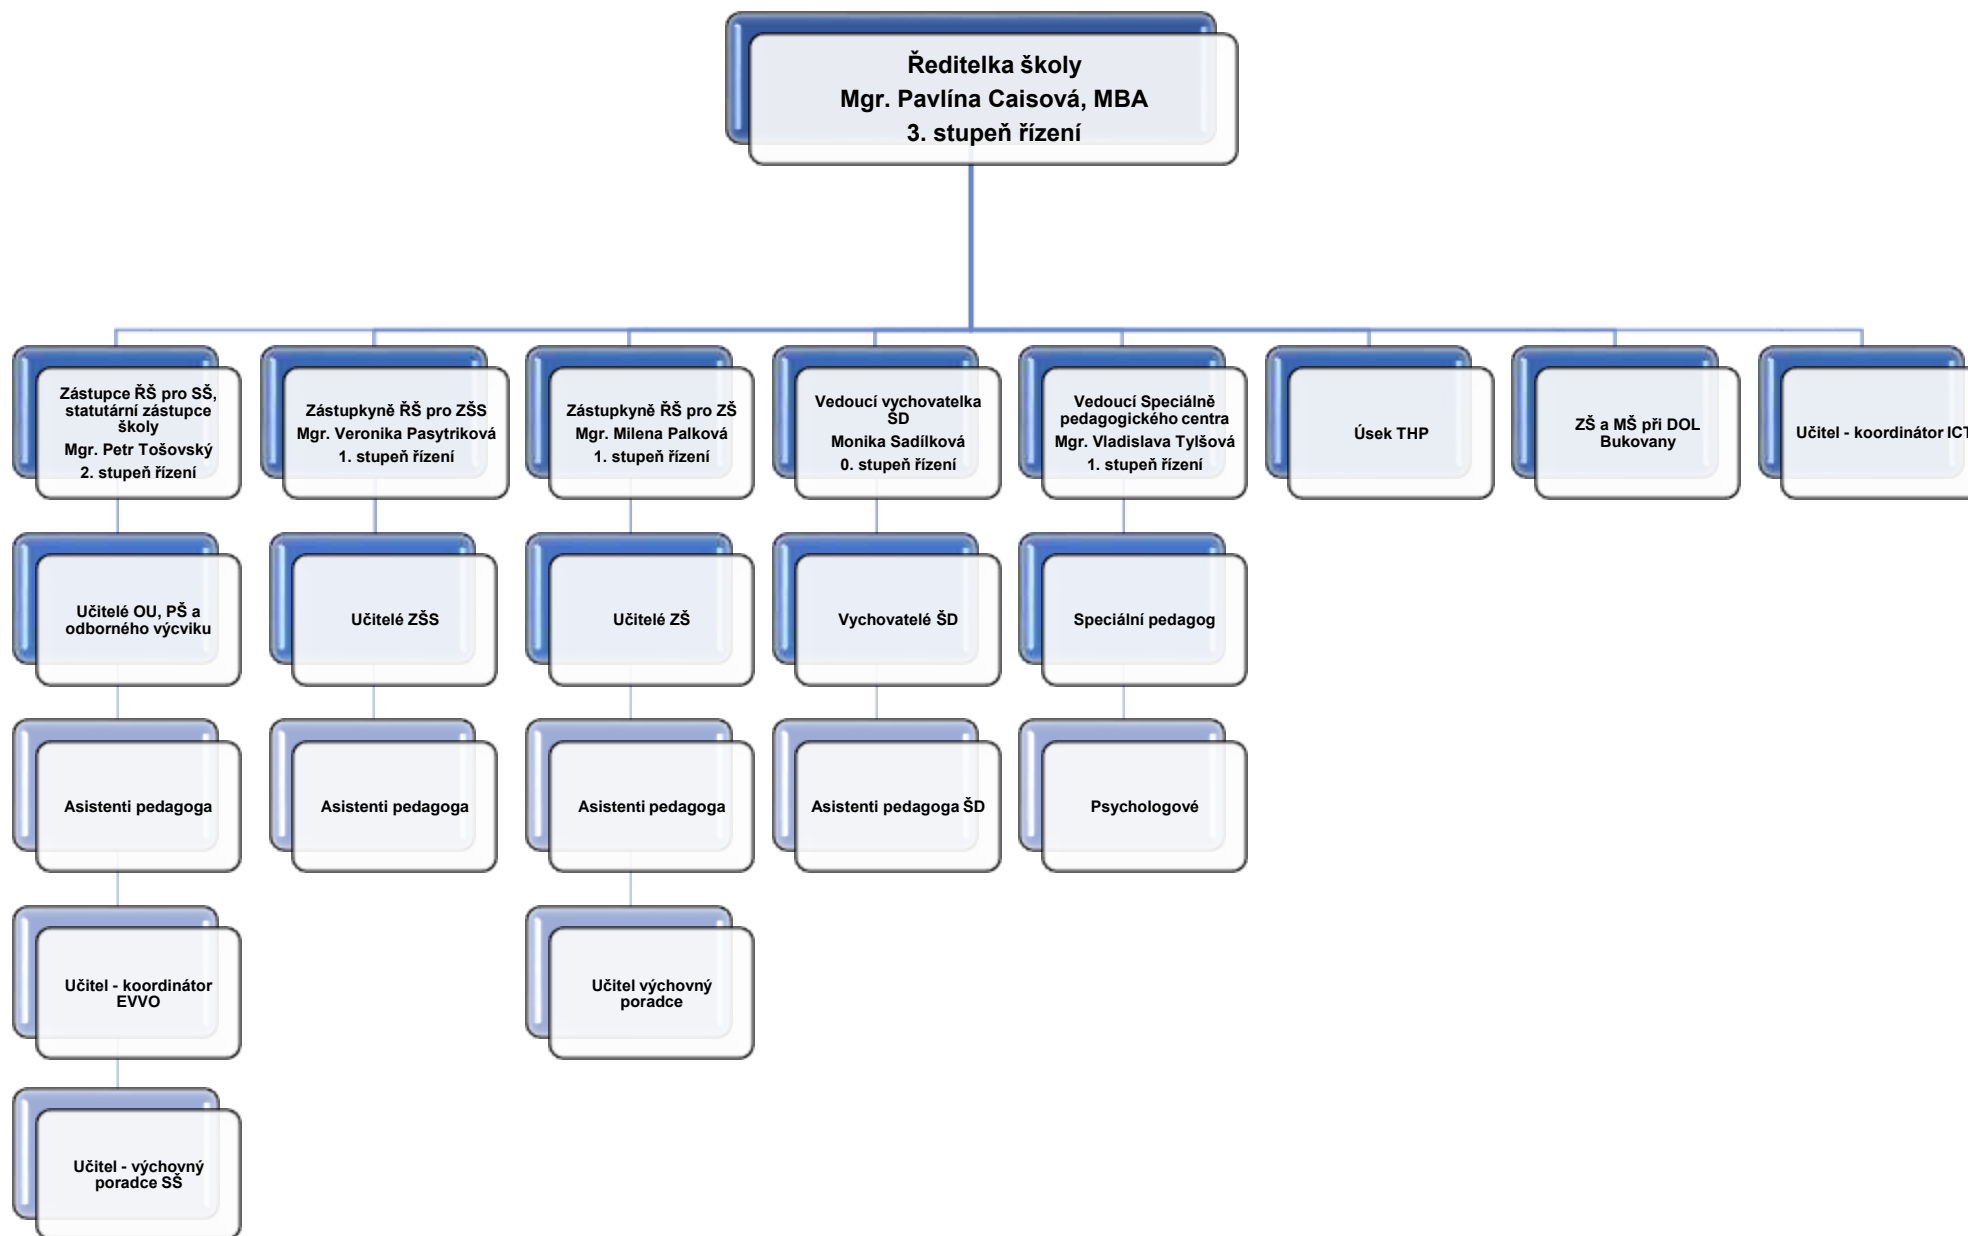 Ředitelka školy
Mgr. Pavlína Caisová, MBA
3. stupeň řízení
Zástupce ŘŠ pro SŠ,
statutární zástupce
školy
Mgr. Petr Tošovský
2. stupeň řízení
Zástupkyně ŘŠ pro ZŠS
Mgr. Veronika Pasytriková
1. stupeň řízení
Zástupkyně ŘŠ pro ZŠ
Mgr. Milena Palková
1. stupeň řízení
Vedoucí vychovatelka
ŠD
Monika Sadílková
0. stupeň řízení
Vedoucí Speciálně
pedagogického centra
Mgr. Vladislava Tylšová
1. stupeň řízení
Úsek THP
ZŠ a MŠ při DOL
Bukovany
Učitel - koordinátor ICT
Učitelé OU, PŠ a
odborného výcviku
Učitelé ZŠS
Učitelé ZŠ
Vychovatelé ŠD
Speciální pedagog
Asistenti pedagoga
Asistenti pedagoga
Asistenti pedagoga
Asistenti pedagoga ŠD
Psychologové
Učitel - koordinátor
EVVO
Učitel výchovný
poradce
Učitel - výchovný
poradce SŠ